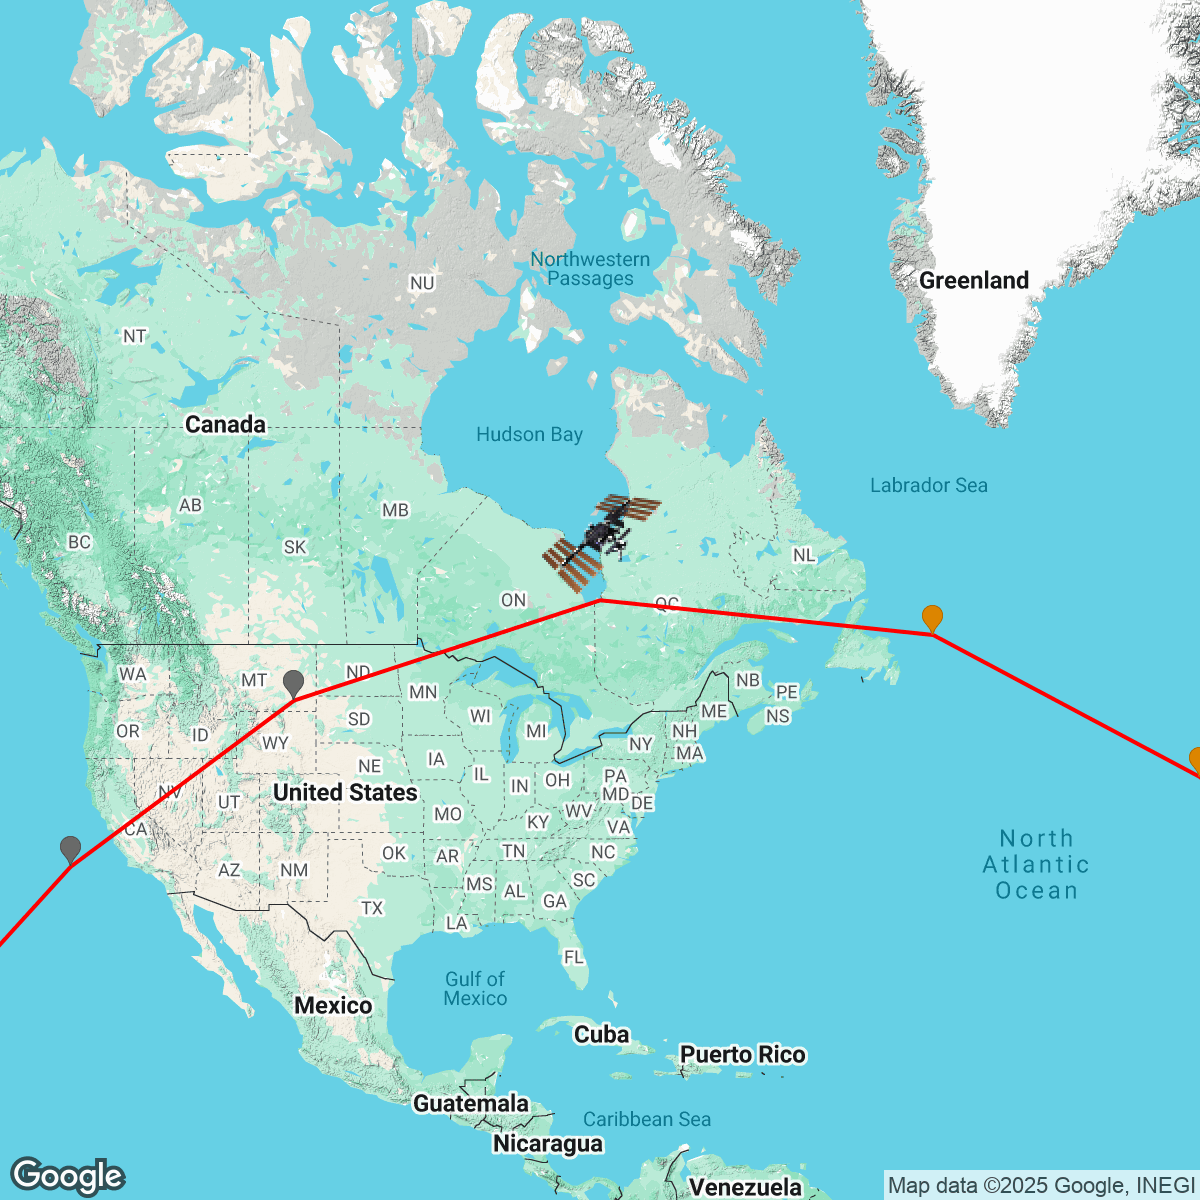 Northwestern
Passages
NU
Greenland
NT
Canada
Hudson Bay
Labrador Sea
AB
MB
BC
SK
NL
ON
QC
WA
MT
ND
NB
MN
PE
ME
SD
WI
NS
OR
ID
MI
NH
WY
NY
MA
IA
NE
IL
OH
PA
IN
United States
NV
UT
MD
DE
MO
KY
WV
VA
CA
North
Atlantic
Ocean
OK
AR
TN
NC
AZ
NM
MS
AL
SC
GA
TX
LA
FL
Gulf of
Mexico
Mexico
Cuba
Puerto Rico
Guatemala
Caribbean Sea
Nicaragua
Venezuela
Google
Map data ©2025 Google, INEGI